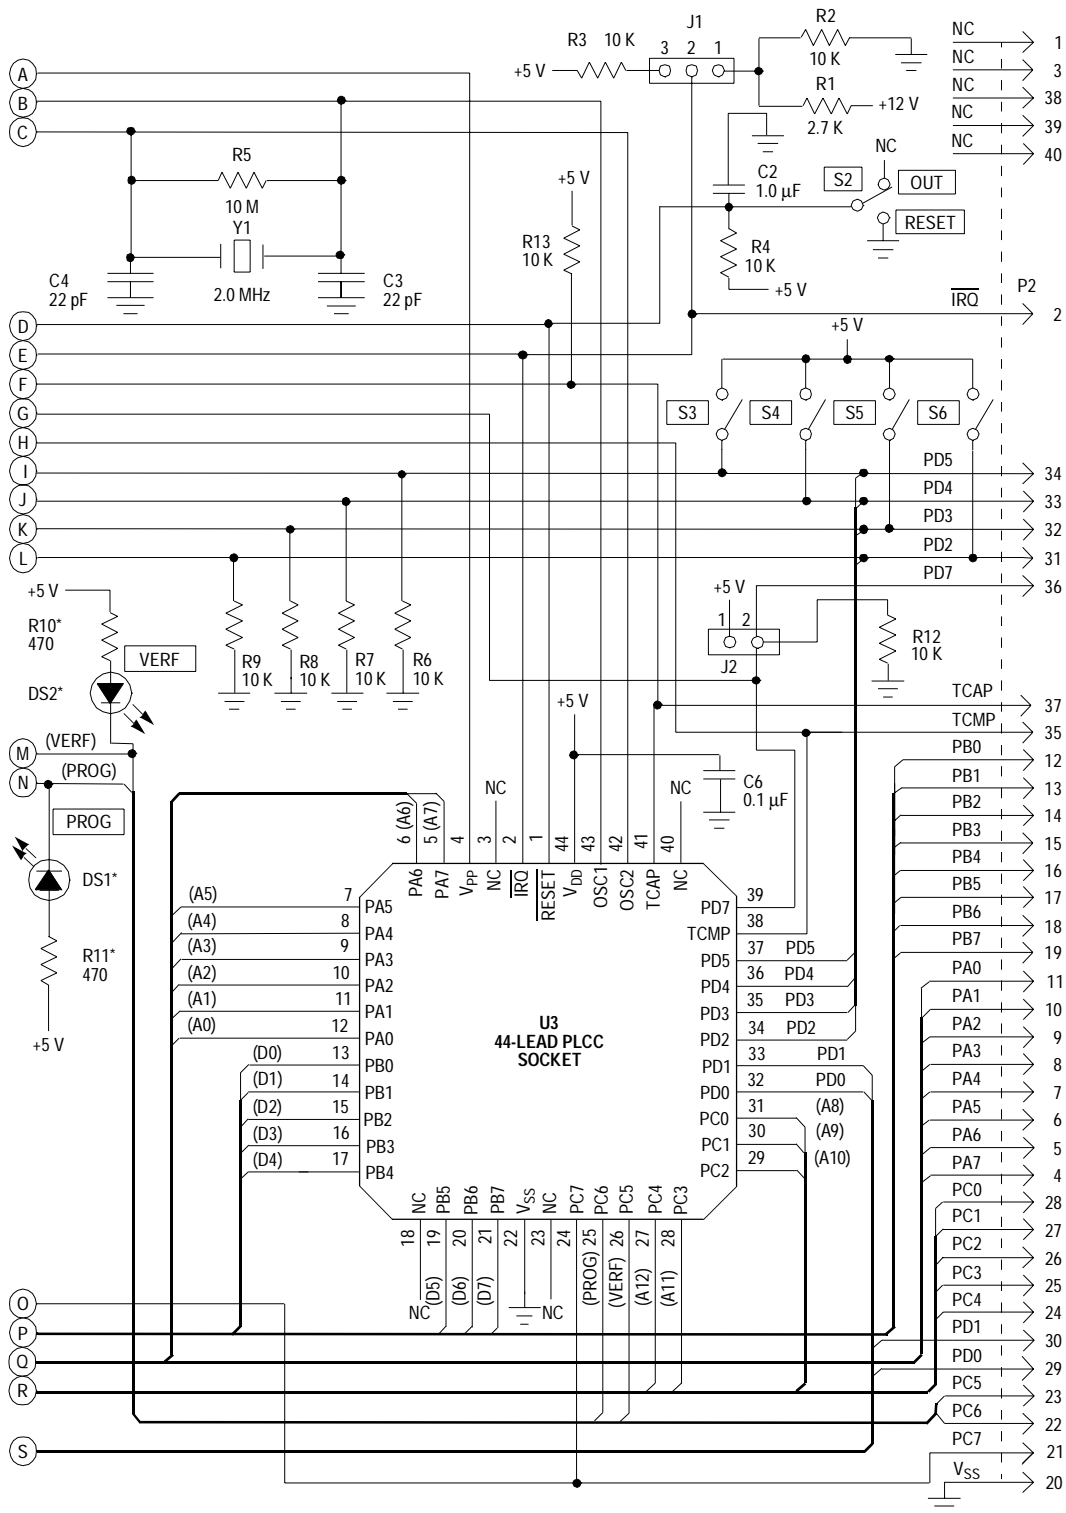 J1
R2
10 K
R3 10 K
3 2 1
+5 V
R1
2.7 K
+12 V
NC 1
NC 3
NC 38
NC 39
NC 40
A
B
C
R5
10 M
Y1
2.0 MHz
C4
22 pF
C3
22 pF
+5 V
R13
10 K
C2
1.0 µF
R4
10 K
+5 V
NC
S2
OUT
RESET
P2
IRQ 2
+5 V
D
E
F
G
H
I
J
K
L
S3
S4
S5
S6
PD5 34
PD4 33
PD3 32
PD2 31
PD7 36
+5 V
R10*
470
VERF
DS2*
R9
10 K
R8
10 K
R7
10 K
R6
10 K
+5 V
1 2
J2
R12
10 K
+5 V
TCAP 37
TCMP 35
M
(VERF)
N
(PROG)
PROG
DS1*
R11*
470
+5 V
C6
0.1 µF
NC
NC
6 (A6)
5 (A7)
4
3
2
1
44
43
42
41
40
PA6
PA7
VPP
NC
IRQ
RESET
VDD
OSC1
OSC2
TCAP
NC
(A5) 7 PA5
(A4) 8 PA4
(A3) 9 PA3
(A2) 10 PA2
(A1) 11 PA1
(A0) 12 PA0
(D0) 13 PB0
(D1) 14 PB1
(D2) 15 PB2
(D3) 16 PB3
(D4) 17 PB4
U3
44-LEAD PLCC
SOCKET
PD7 39
TCMP 38
PD5 37 PD5
PD4 36 PD4
PD3 35 PD3
PD2 34 PD2
PD1 33 PD1
PD0 32 PD0
PC0 31 (A8)
PC1 30 (A9)
PC2 29 (A10)
NC
PB5
PB6
PB7
VSS
NC
PC7
PC6
PC5
PC4
PC3
18
19
20
21
22
23
24
25
26
27
28
NC
(D5)
(D6)
(D7)
NC
(PROG)
(VERF)
(A12)
(A11)
PB0 12
PB1 13
PB2 14
PB3 15
PB4 16
PB5 17
PB6 18
PB7 19
PA0 11
PA1 10
PA2 9
PA3 8
PA4 7
PA5 6
PA6 5
PA7 4
PC0 28
PC1 27
PC2 26
PC3 25
PC4 24
PD1 30
PD0 29
PC5 23
PC6 22
PC7 21
VSS 20
O
P
Q
R
S